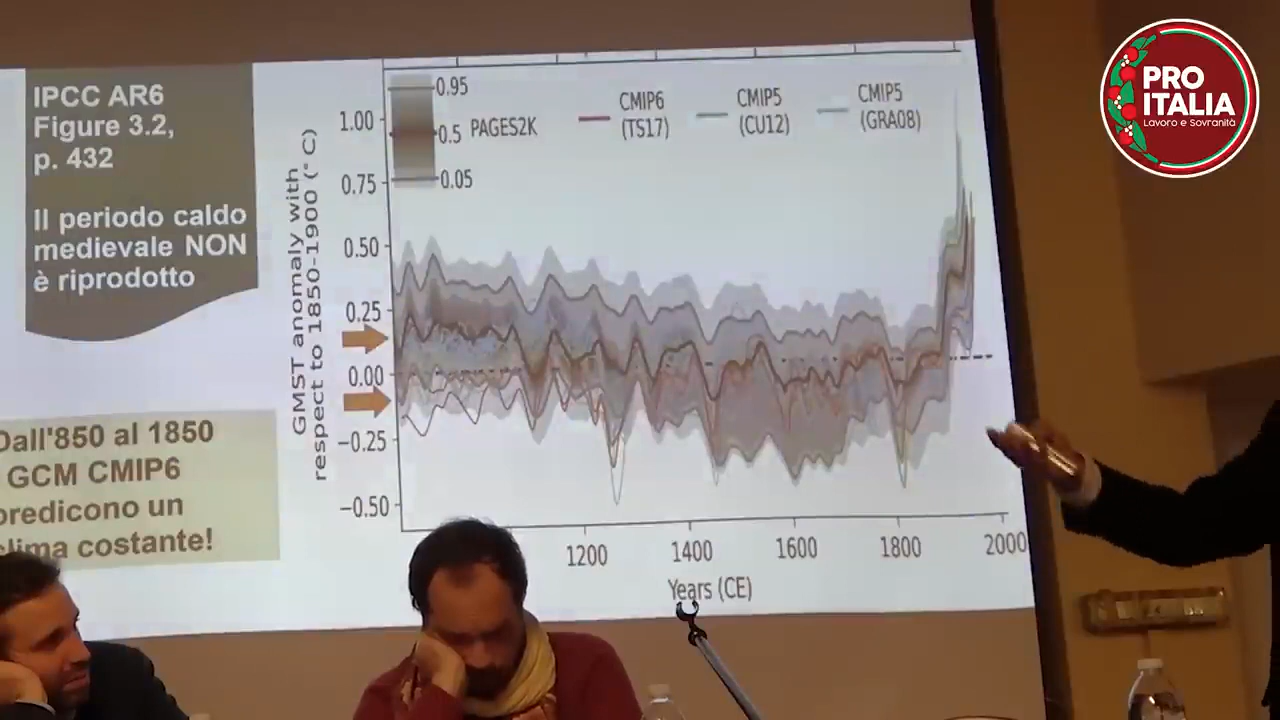 IPCC AR6
Figure 3.2,
p. 432
Il periodo caldo
medievale NON
è riprodotto
Dall'850 al 1850
GCM CMIP6
predicono un
clima costante!
GMST anomaly with
respect to 1850-1900 (° C)
1.00
0.75
0.50
0.25
0.00
−0.25
−0.50
0.95
0.5
0.05
PAGES2K
CMIP6
(TS17)
CMIP5
(CU12)
CMIP5
(GRA08)
1200
1400
1600
1800
2000
Years (CE)
PRO
ITALIA
Lavoro e Sovranità